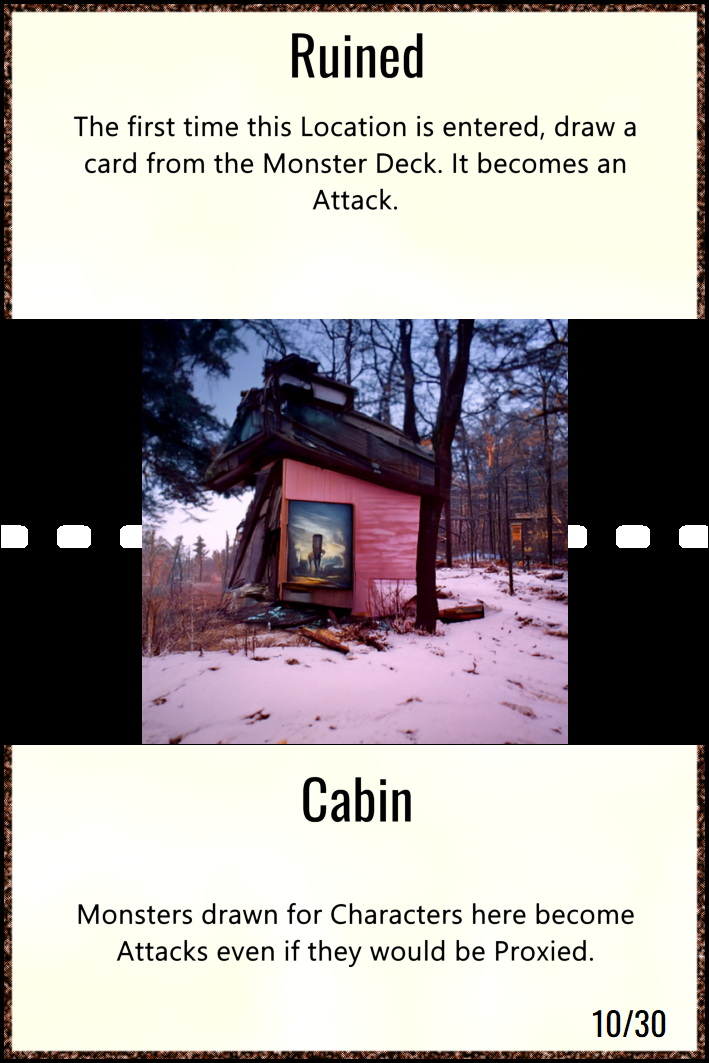 Ruined
The first time this Location is entered, draw a
card from the Monster Deck. It becomes an
Attack.
Cabin
Monsters drawn for Characters here become
Attacks even if they would be Proxied.
10/30